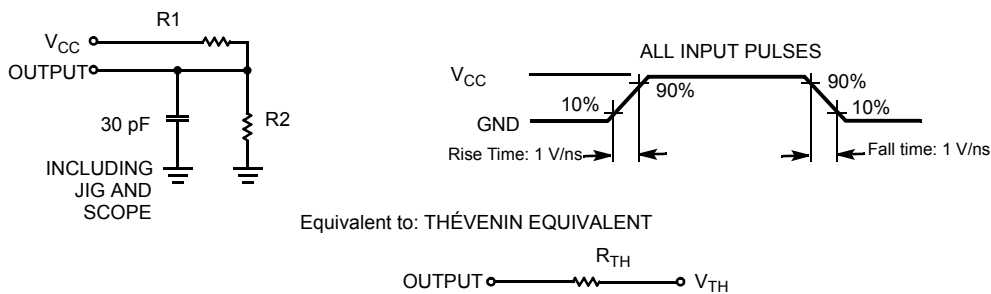 R1
VCC
OUTPUT
30 pF
R2
INCLUDING
JIG AND
SCOPE
ALL INPUT PULSES
VCC
90%
90%
10%
10%
GND
Rise Time: 1 V/ns
Fall time: 1 V/ns
Equivalent to: THÉVENIN EQUIVALENT
RTH
OUTPUT
VTH